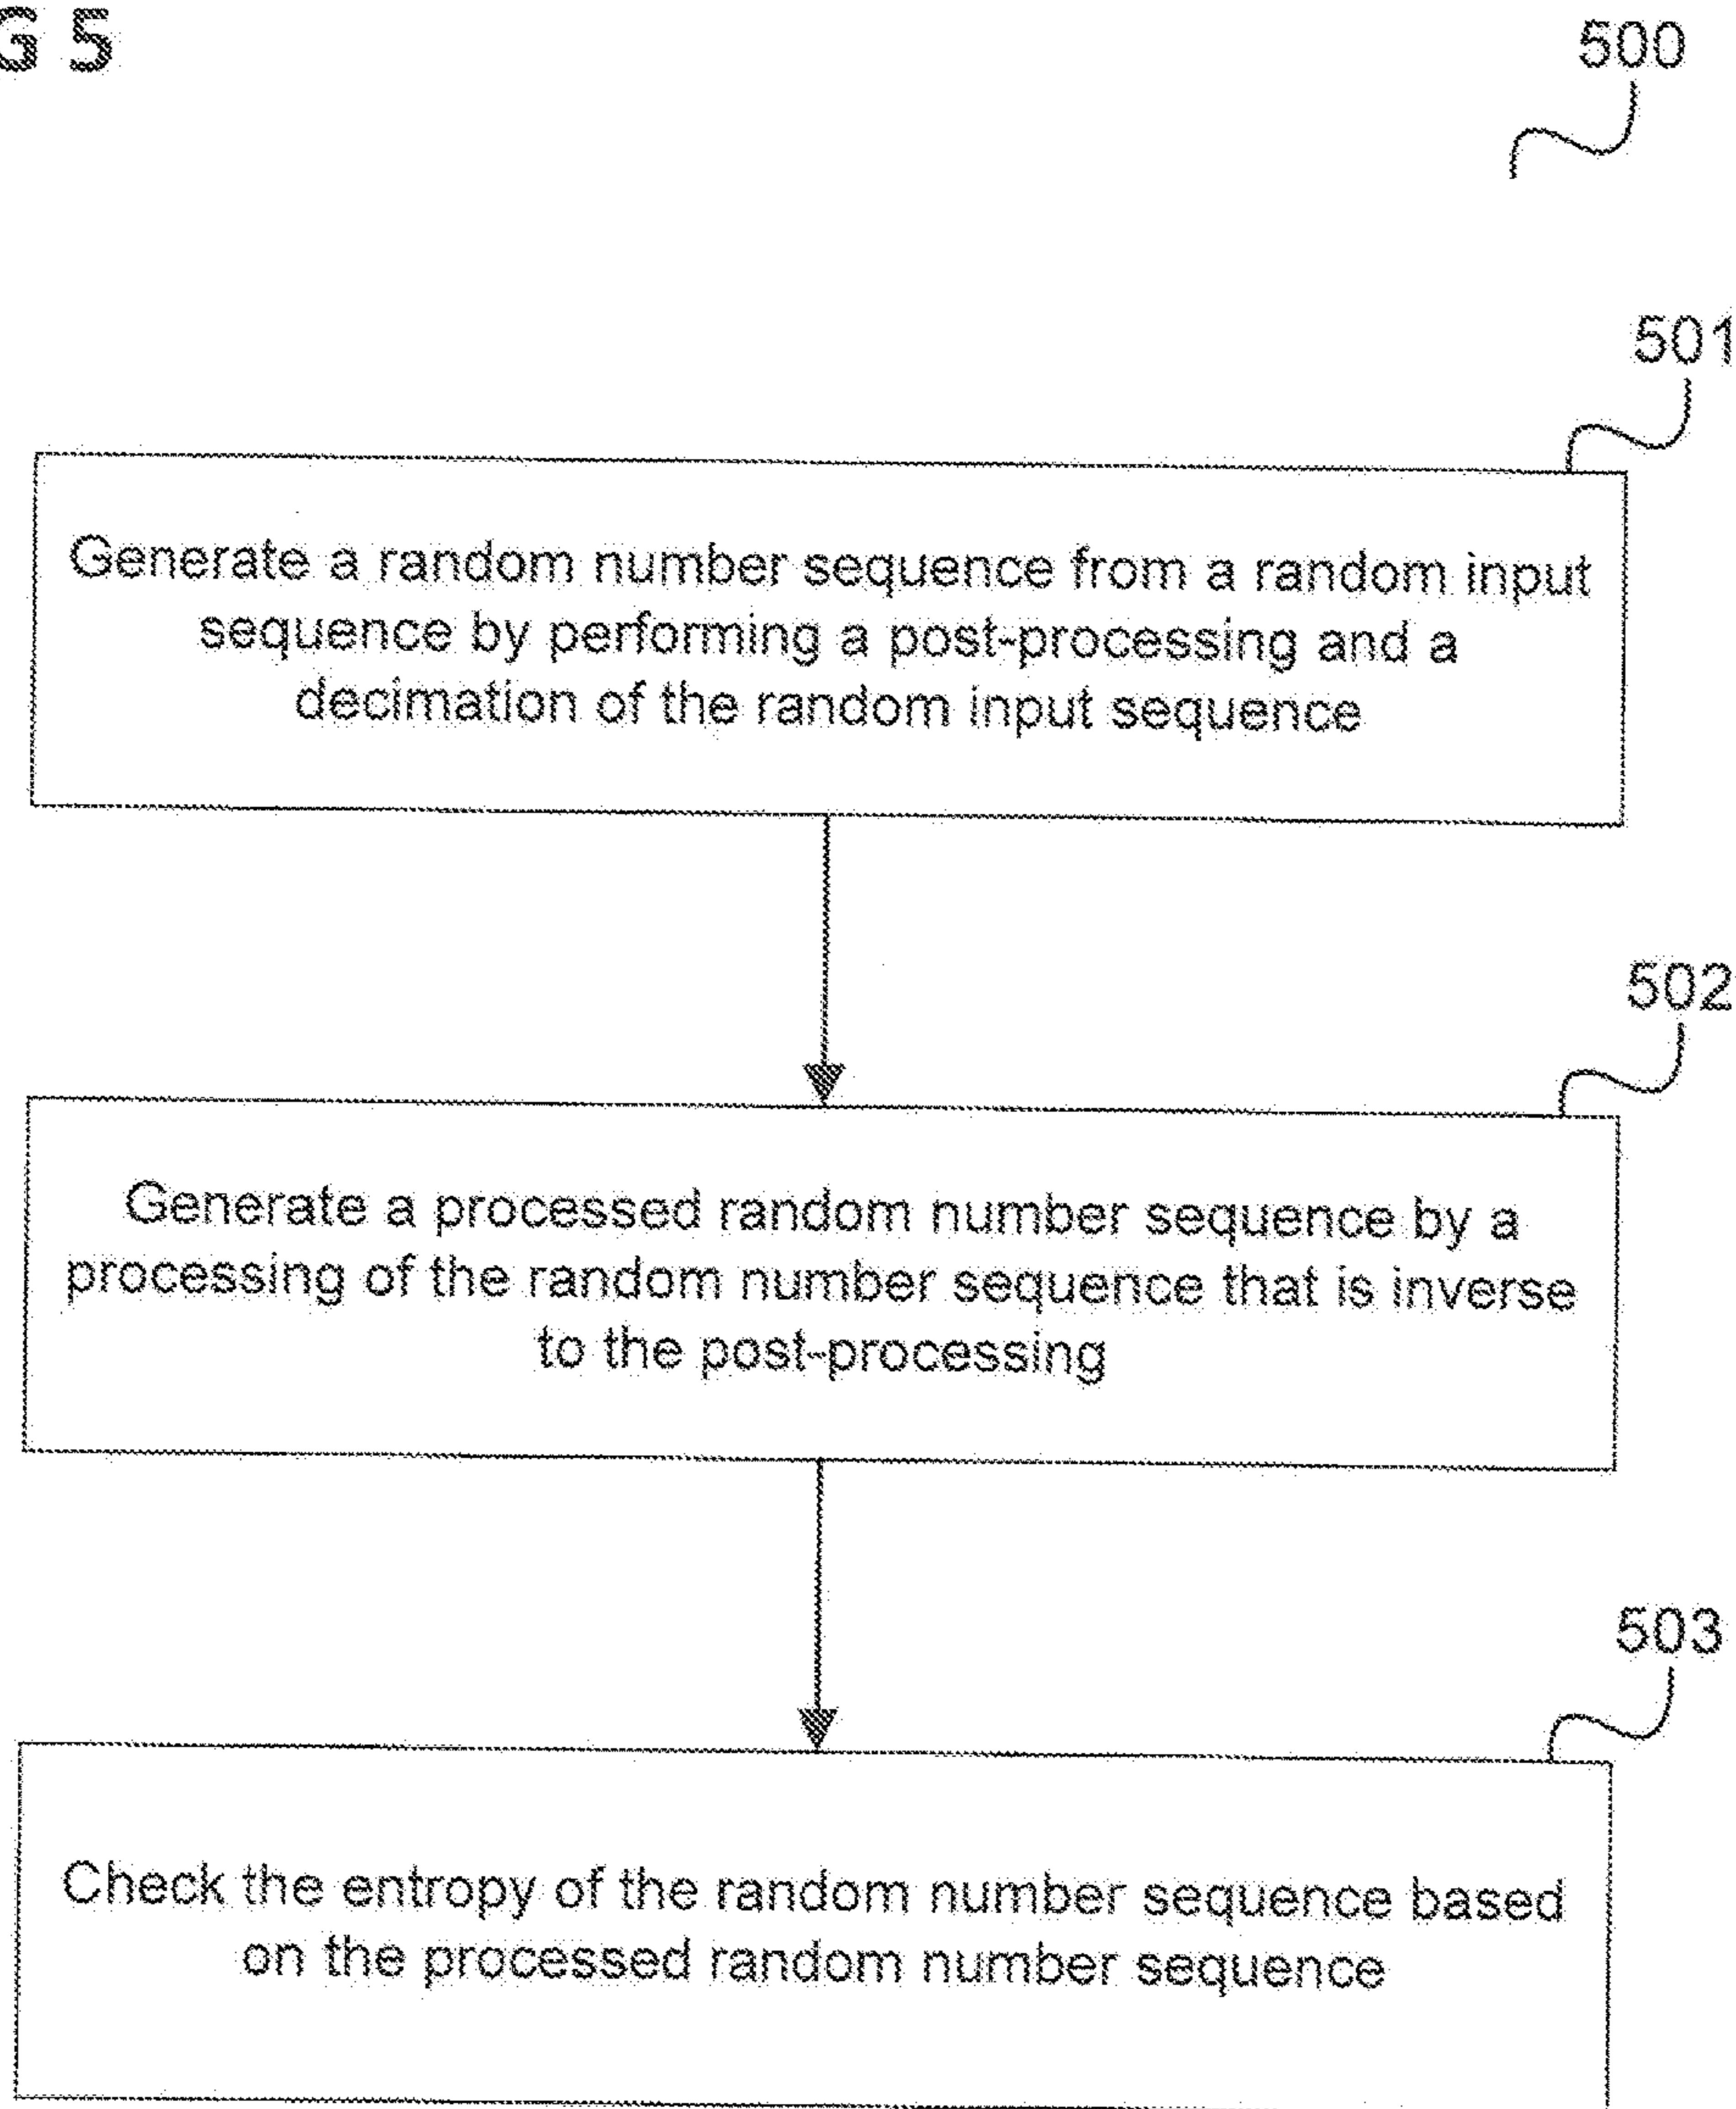 G 5
500
501
Generate a random number sequence from a random input
sequence by performing a post-processing and a
decimation of the random input sequence
502
Generate a processed random number sequence by a
processing of the random number sequence that is inverse
to the post-processing
503
Check the entropy of the random number sequence based
on the processed random number sequence